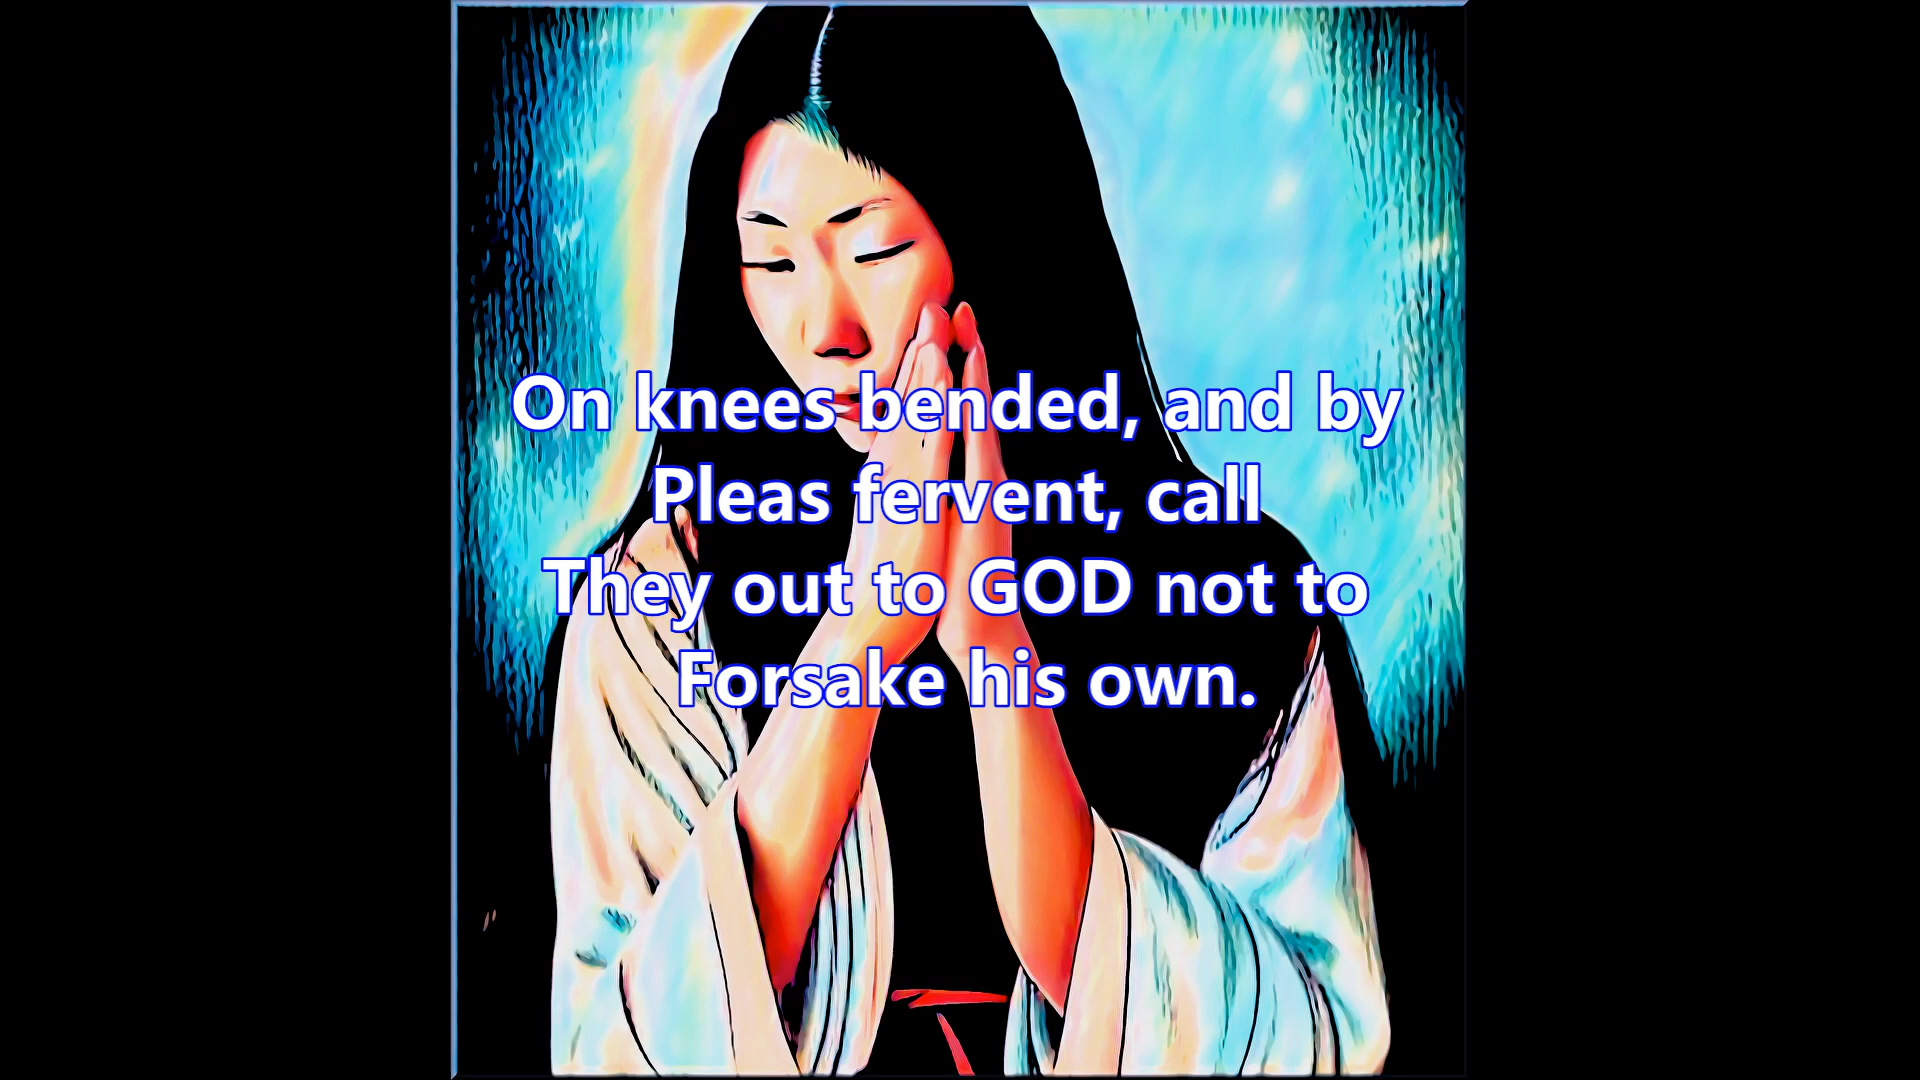 On knees bended, and by
Pleas fervent, call
They out to GOD not to
Forsake his own.